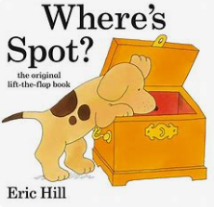 Where's
Spot?
the original
lift-the-flap book
Eric Hill